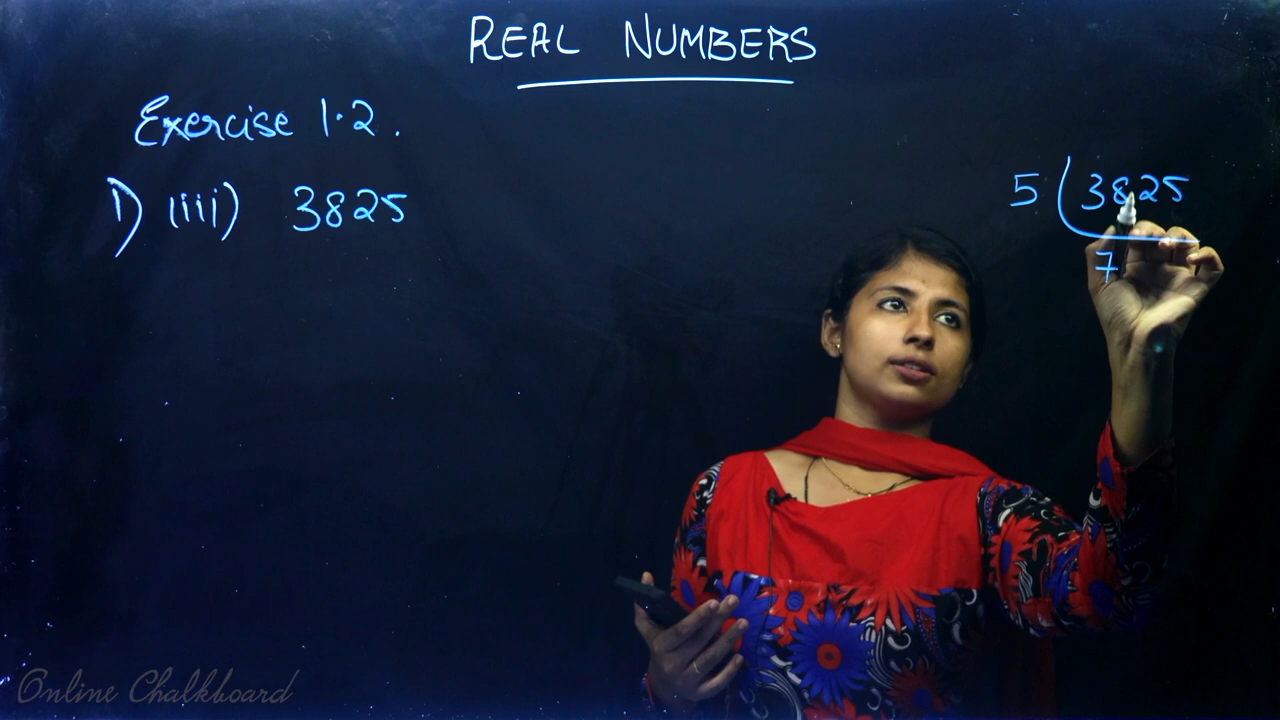 REAL NUMBERS
Exercise 1.2.
1) (iii) 3825
5 ( 3825
7
Online Chalkboard